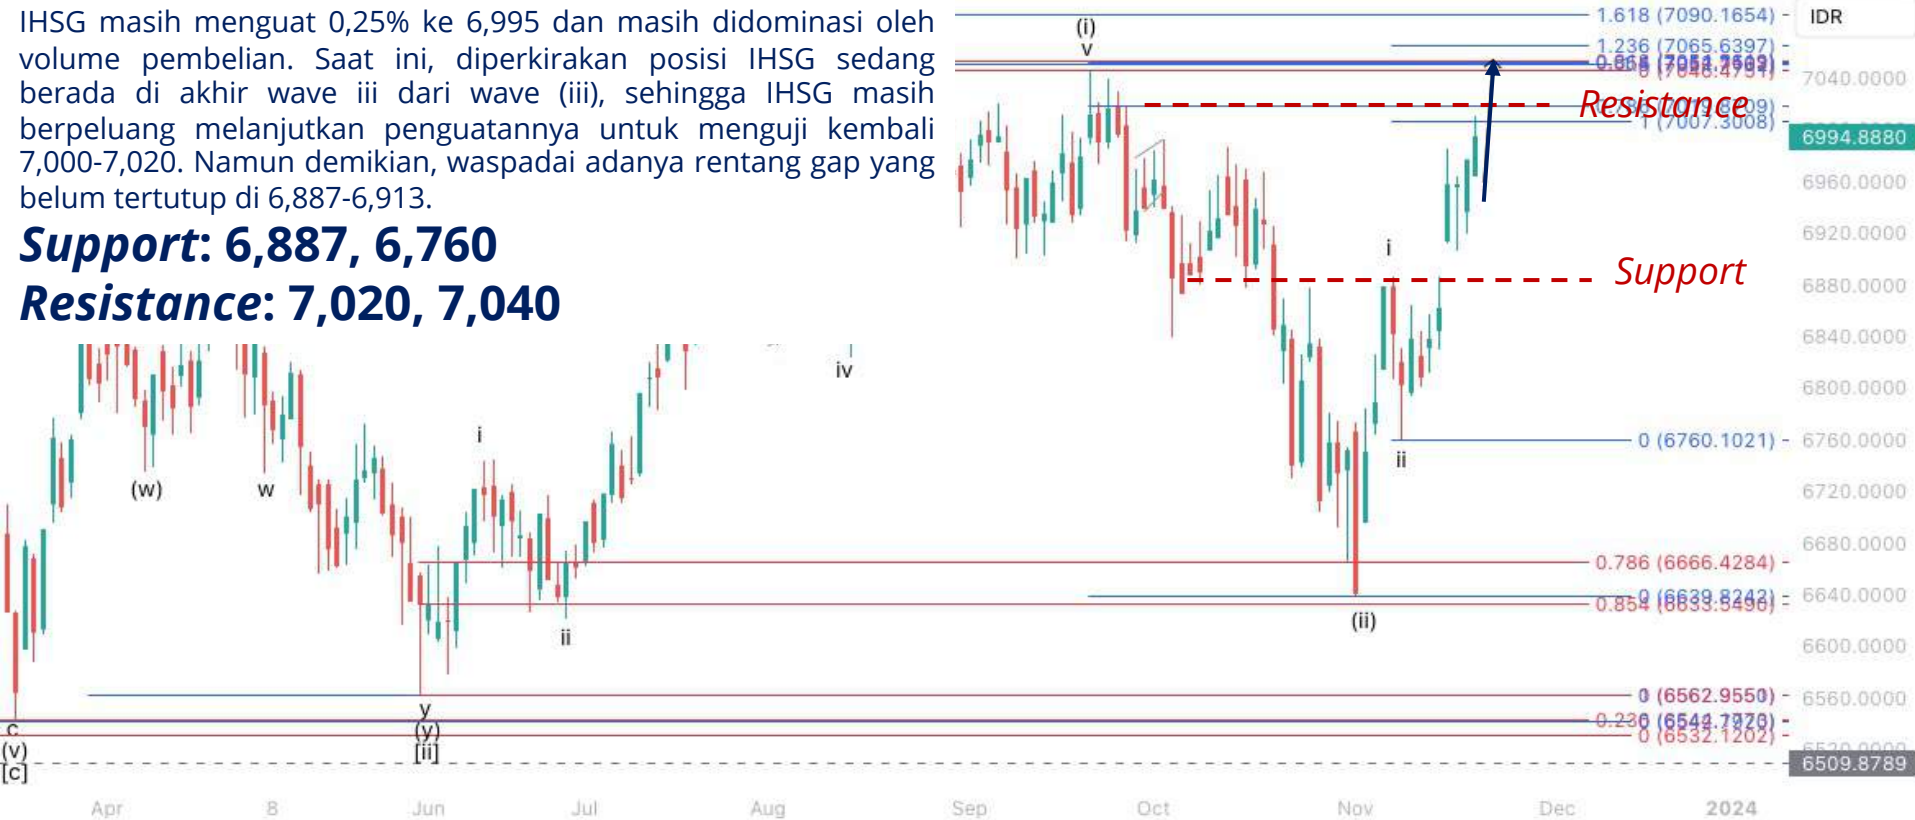 IHSG masih menguat 0,25% ke 6,995 dan masih didominasi oleh
volume pembelian. Saat ini, diperkirakan posisi IHSG sedang
berada di akhir wave iii dari wave (iii), sehingga IHSG masih
berpeluang melanjutkan penguatannya untuk menguji kembali
7,000-7,020. Namun demikian, waspadai adanya rentang gap yang
belum tertutup di 6,887-6,913.
Support: 6,887, 6,760
Resistance: 7,020, 7,040
(i)
v
1.618 (7090.1654)
IDR
1.236 (7065.6397)
7040.0000
Resistance
1 (7007.3008)
6994.8880
6960.0000
6920.0000
i
Support
6880.0000
6840.0000
iv
6800.0000
i
0 (6760.1021)
6760.0000
ii
(w)
w
6720.0000
0.786 (6666.4284)
6680.0000
0 (6639.8242)
6640.0000
0.854 (6633.5496)
(ii)
ii
6600.0000
(6562.9550)
6560.0000
y
(y)
[ii]
c
(v)
[c]
0 (6532.1202)
6520.0000
6509.8789
Apr
8
Jun
Jul
Aug
Sep
Oct
Nov
Dec
2024